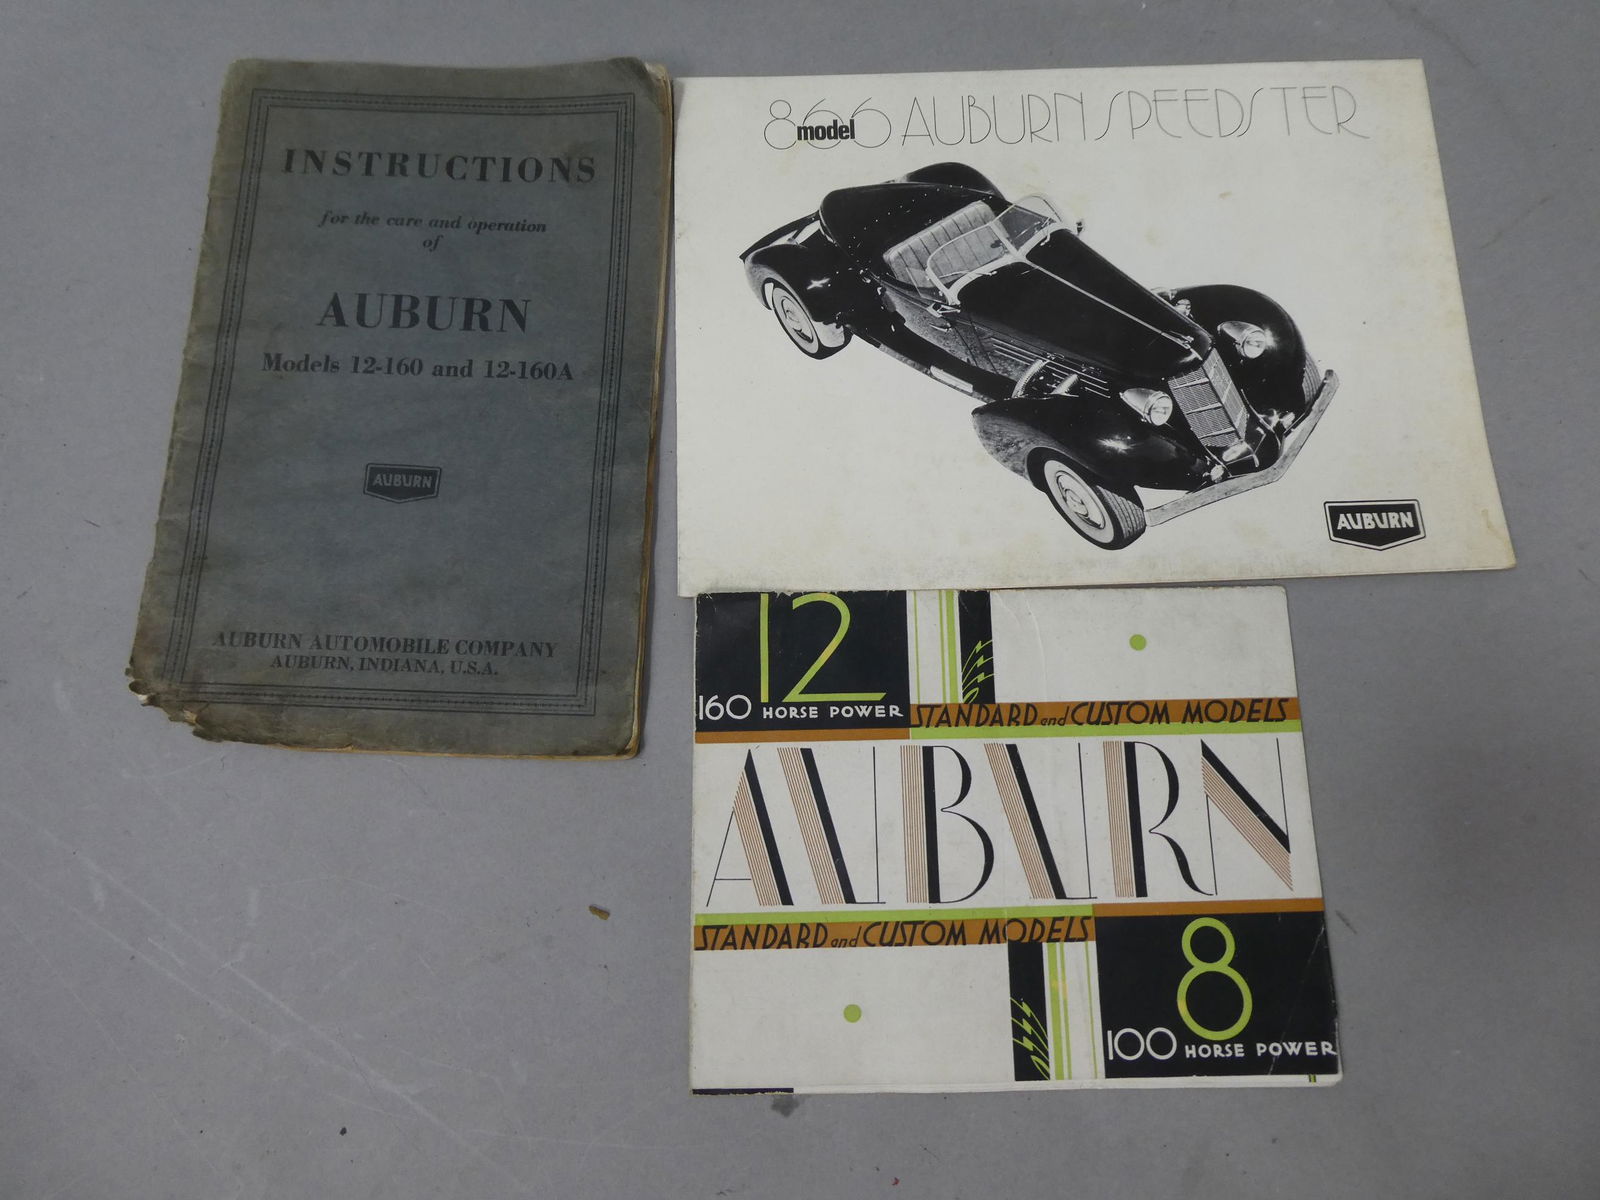 INSTRUCTIONS
for the care and operation
of
AUBURN
Models 12-160 and 12-160A
AUBURN
AUBURN AUTOMOBILE COMPANY
AUBURN, INDIANA, U.S.A.
866 AUBURN SPEEDSTER
model
AUBURN
12
160 HORSE POWER
STANDARD and CUSTOM MODELS
AUBURN
STANDARD and CUSTOM MODELS
8
100 HORSE POWER